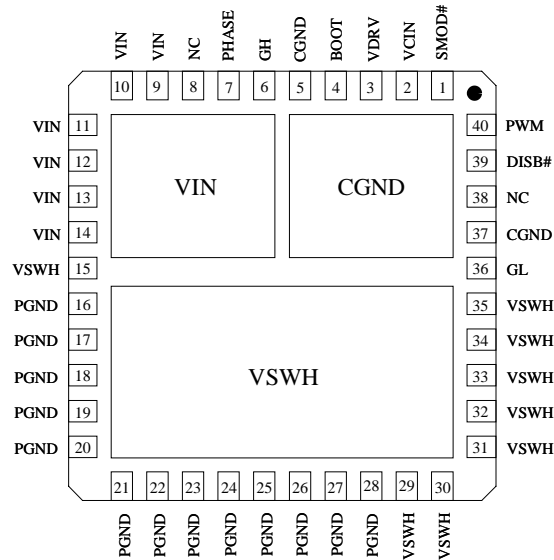 VIN VIN NC PHASE GH CGND BOOT VDRV VCIN SMOD#
10 9 8 7 6 5 4 3 2 1
VIN 11 40 PWM
VIN 12 39 DISB#
VIN CGND
VIN 13 38 NC
VIN 14 37 CGND
VSWH 15 36 GL
PGND 16 35 VSWH
PGND 17 34 VSWH
PGND 18 33 VSWH
VSWH
PGND 19 32 VSWH
PGND 20 31 VSWH
21 22 23 24 25 26 27 28 29 30
PGND PGND PGND PGND PGND PGND PGND PGND VSWH VSWH